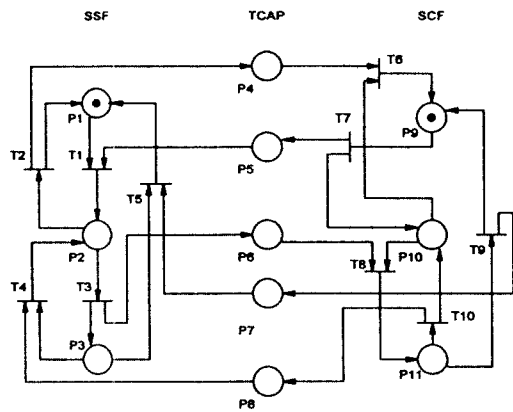 SSF TCAP SCF
P4 T6
P1 T7 P9
T2 T1 P5
T5
P2 P6 T8 P10 T9
T4 T3
P7 T10
P3 P11
P8